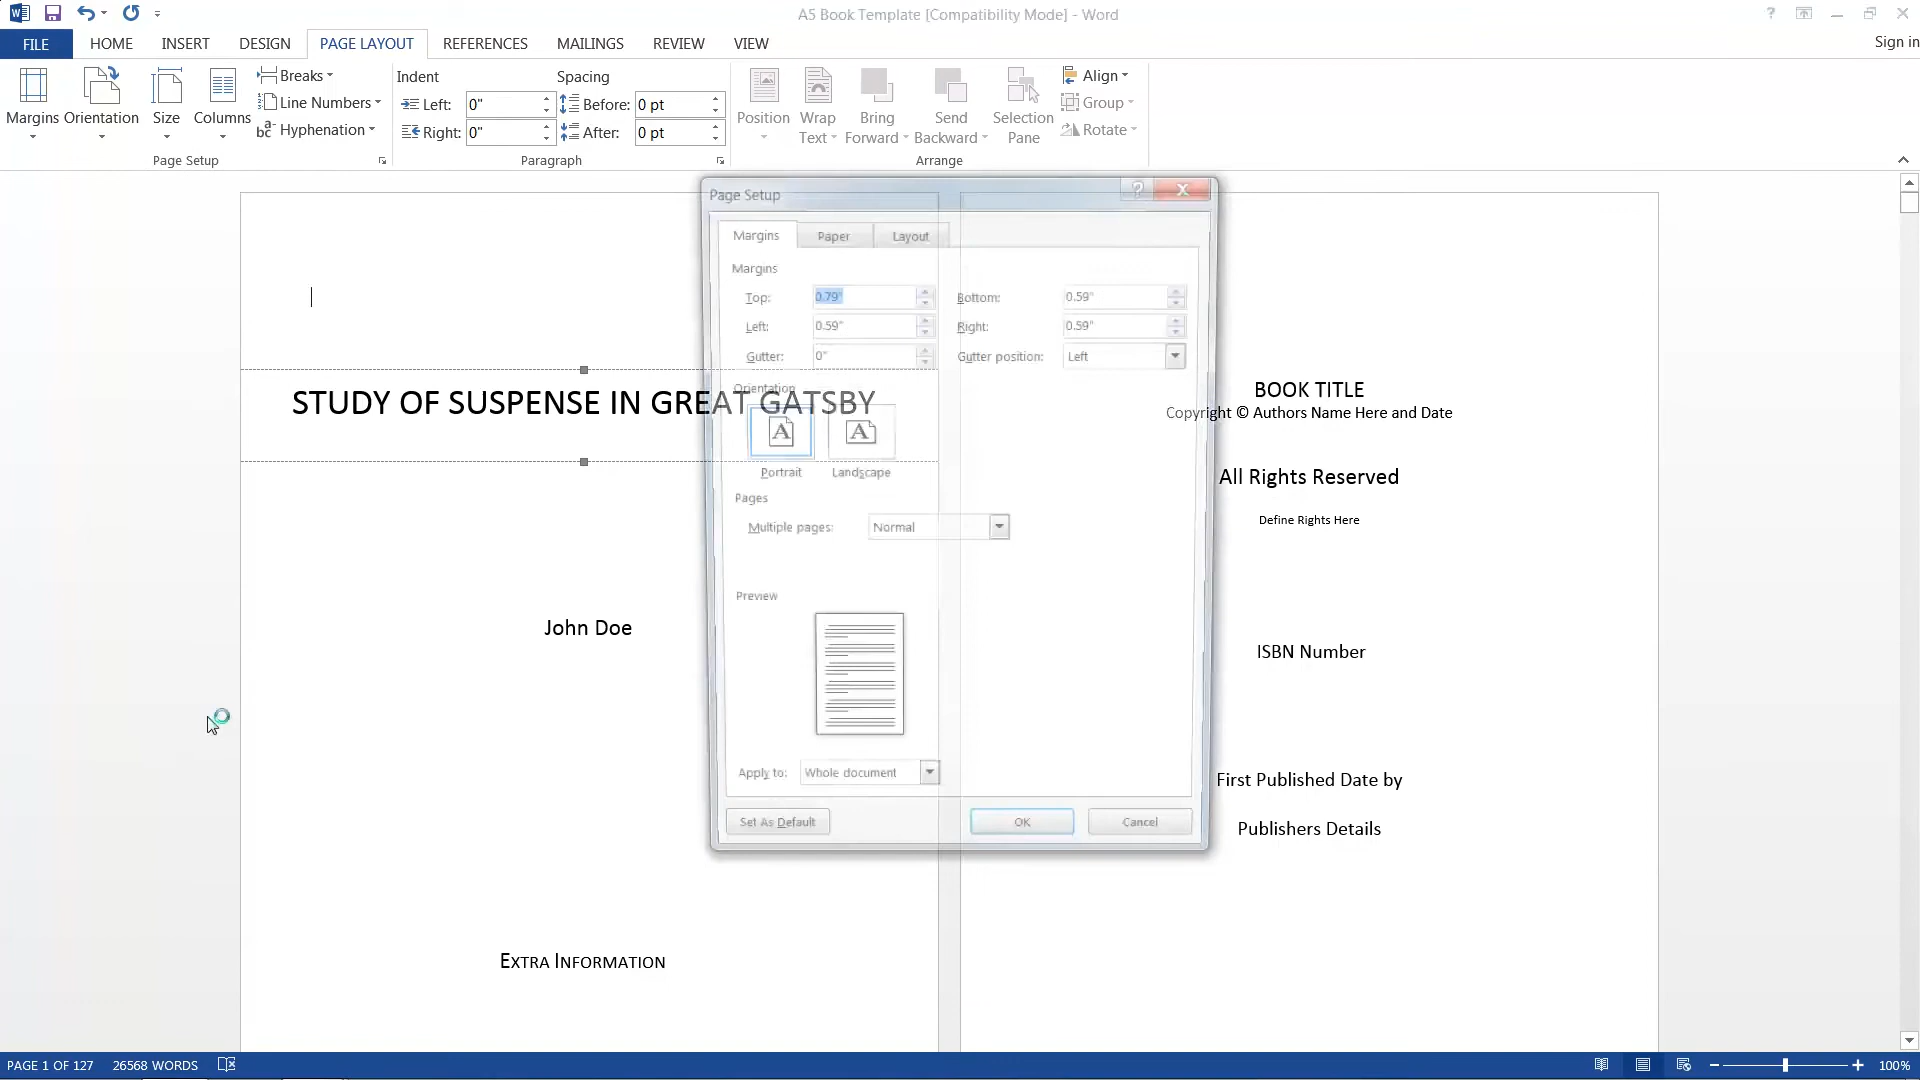 A5 Book Template [Compatibility Mode] - Word
FILE HOME INSERT DESIGN PAGE LAYOUT REFERENCES MAILINGS REVIEW VIEW Sign in
Margins Orientation Size Columns
Breaks
Line Numbers
Hyphenation
Page Setup
Indent Spacing
Left: 0" Before: 0 pt
Right: 0" After: 0 pt
Paragraph
Position Wrap Text Bring Forward Send Backward Selection Pane
Align
Group
Rotate
Arrange
Page Setup
Margins Paper Layout
Margins
Top: 0.79" Bottom: 0.59"
Left: 0.59" Right: 0.59"
Gutter: 0" Gutter position: Left
Orientation
Portrait Landscape
Pages
Multiple pages: Normal
Preview
Apply to: Whole document
Set As Default OK Cancel
STUDY OF SUSPENSE IN GREAT GATSBY
John Doe
EXTRA INFORMATION
BOOK TITLE
Copyright © Authors Name Here and Date
All Rights Reserved
Define Rights Here
ISBN Number
First Published Date by
Publishers Details
PAGE 1 OF 127 26568 WORDS 100%